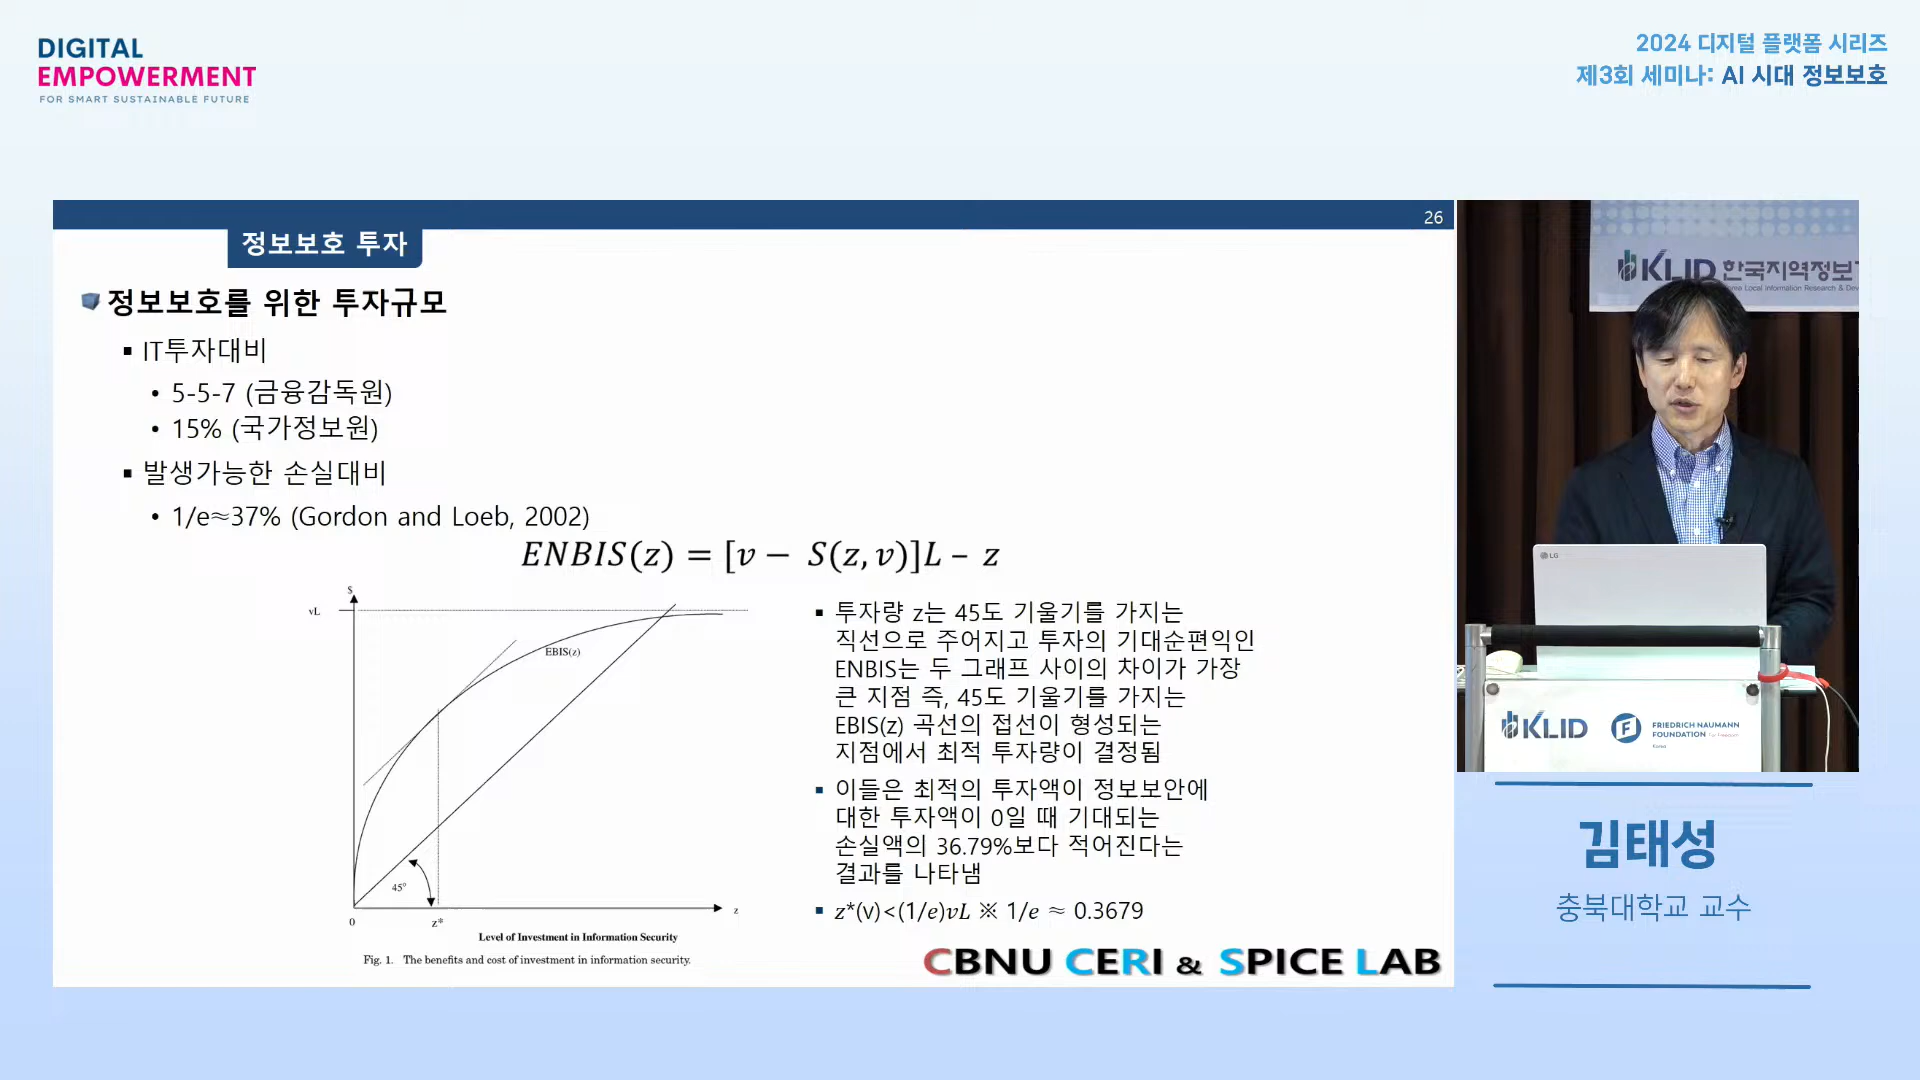 DIGITAL
EMPOWERMENT
FOR SMART SUSTAINABLE FUTURE
2024 디지털 플랫폼 시리즈
제3회 세미나: AI 시대 정보보호
26
정보보호 투자
정보보호를 위한 투자규모
▪ IT투자대비
• 5-5-7 (금융감독원)
• 15% (국가정보원)
▪ 발생가능한 손실대비
• 1/e≈37% (Gordon and Loeb, 2002)
ENBIS(z) = [v − S(z, v)]L – z
$
vL
EBIS(z)
45°
0
z*
z
Level of Investment in Information Security
Fig. 1. The benefits and cost of investment in information security.
▪ 투자량 z는 45도 기울기를 가지는
직선으로 주어지고 투자의 기대순편익인
ENBIS는 두 그래프 사이의 차이가 가장
큰 지점 즉, 45도 기울기를 가지는
EBIS(z) 곡선의 접선이 형성되는
지점에서 최적 투자량이 결정됨
▪ 이들은 최적의 투자액이 정보보안에
대한 투자액이 0일 때 기대되는
손실액의 36.79%보다 적어진다는
결과를 나타냄
▪ z*(v)<(1/e)vL ※ 1/e ≈ 0.3679
CBNU CERI & SPICE LAB
KLID 한국지역정보
Local Information Research & Dev
LG
KLID
FRIEDRICH NAUMANN
FOUNDATION For Freedom
Korea
김태성
충북대학교 교수